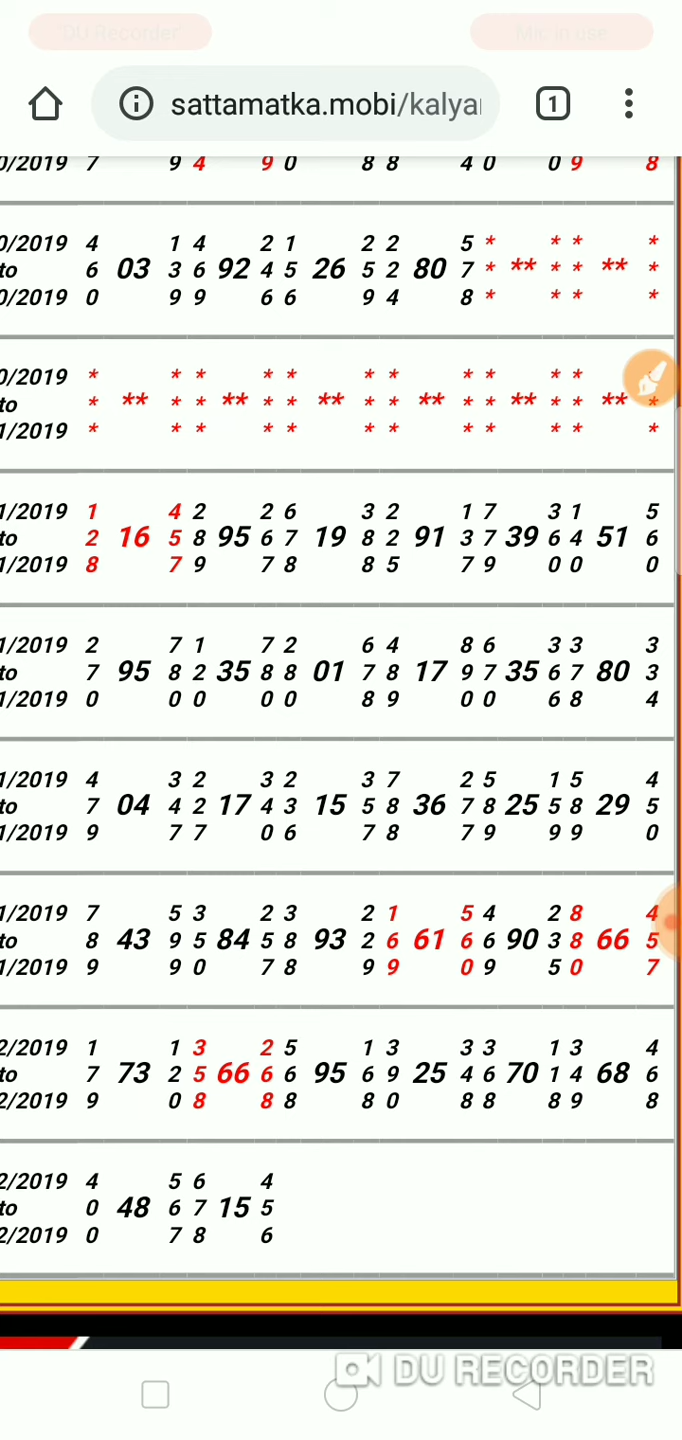 "DU Recorder"
Mic in use
sattamatka.mobi/kalya
0/2019 7 9 4 9 0 8 8 4 0 0 9 8
0/2019 4 1 4 2 1 2 2 5 * * * *
to 6 03 3 6 92 4 5 26 5 2 80 7 * ** * * ** *
0/2019 0 9 9 6 6 9 4 8 * * * *
0/2019 * * * * * * * * * * *
to * ** * * ** * * ** * * ** * * ** * * ** *
1/2019 * * * * * * * * * * * *
1/2019 1 4 2 2 6 3 2 1 7 3 1 5
to 2 16 5 8 95 6 7 19 8 2 91 3 7 39 6 4 51 6
1/2019 8 7 9 7 8 8 5 7 9 0 0 0
1/2019 2 7 1 7 2 6 4 8 6 3 3 3
to 7 95 8 2 35 8 8 01 7 8 17 9 7 35 6 7 80 3
1/2019 0 0 0 0 0 8 9 0 0 6 8 4
1/2019 4 3 2 3 2 3 7 2 5 1 5 4
to 7 04 4 2 17 4 3 15 5 8 36 7 8 25 5 8 29 5
1/2019 9 7 7 0 6 7 8 7 9 9 9 0
1/2019 7 5 3 2 3 2 1 5 4 2 8 4
to 8 43 9 5 84 5 8 93 2 6 61 6 6 90 3 8 66 5
1/2019 9 9 0 7 8 9 9 0 9 5 0 7
2/2019 1 1 3 2 5 1 3 3 3 1 3 4
to 7 73 2 5 66 6 6 95 6 9 25 4 6 70 1 4 68 6
2/2019 9 0 8 8 8 8 0 8 8 8 9 8
2/2019 4 5 6 4
to 0 48 6 7 15 5
2/2019 0 7 8 6
DU RECORDER